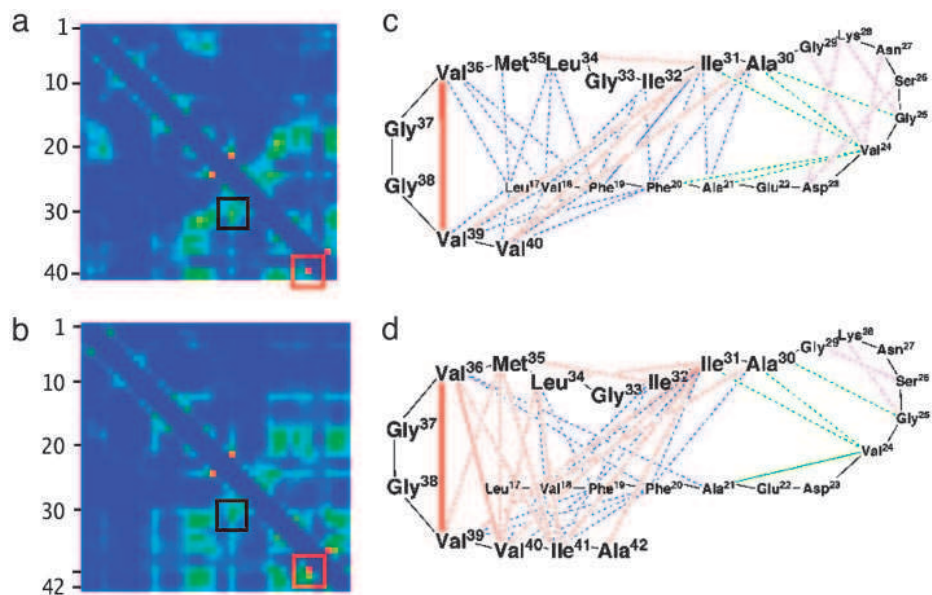 a
1
10
20
30
40
c
Val³⁶ Met³⁵ Leu³⁴ Gly³³ Ile³² Ile³¹ Ala³⁰ Gly²⁹ Lys²⁸ Asn²⁷
Ser²⁶
Gly²⁵
Val²⁴
Gly³⁷
Gly³⁸
Leu¹⁷ Val¹⁸ Phe¹⁹ Phe²⁰ Ala²¹ Glu²² Asp²³
Val³⁹ Val⁴⁰
b
1
10
20
30
42
d
Val³⁶ Met³⁵ Leu³⁴ Gly³³ Ile³² Ile³¹ Ala³⁰ Gly²⁹ Lys²⁸ Asn²⁷
Ser²⁶
Gly²⁵
Val²⁴
Gly³⁷
Gly³⁸
Leu¹⁷ Val¹⁸ Phe¹⁹ Phe²⁰ Ala²¹ Glu²² Asp²³
Val³⁹ Val⁴⁰ Ile⁴¹ Ala⁴²